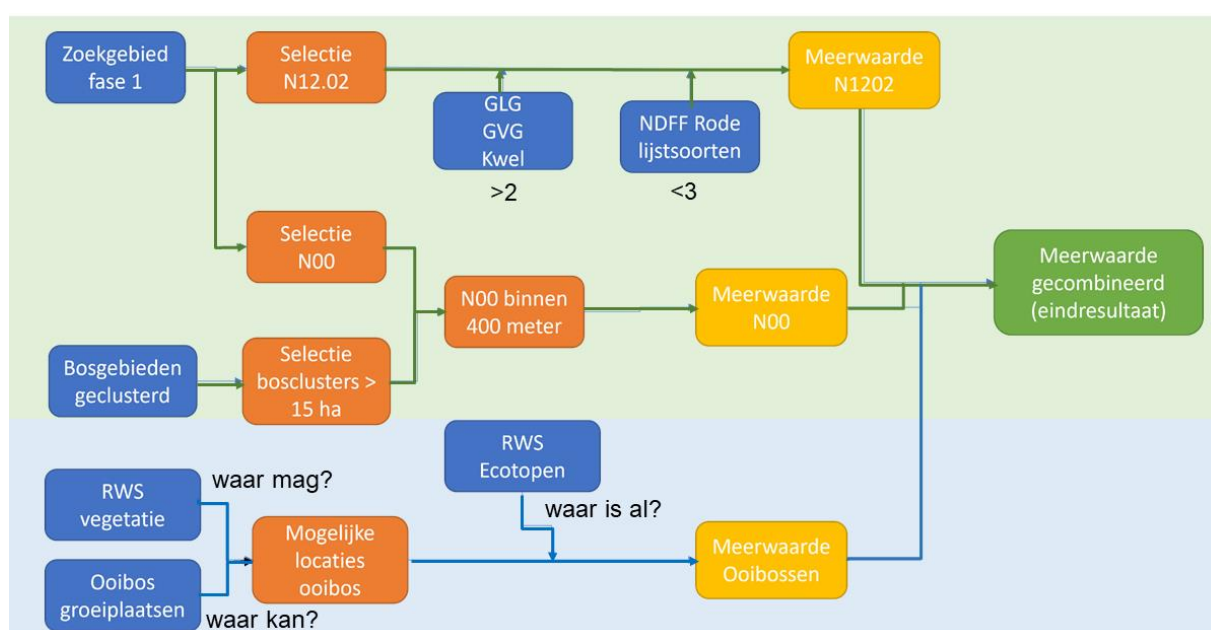 Zoekgebied
fase 1
Selectie
N12.02
Meerwaarde
N1202
GLG
GVG
Kwel
>2
NDFF Rode
lijstsoorten
<3
Selectie
N00
N00 binnen
400 meter
Meerwaarde
N00
Meerwaarde
gecombineerd
(eindresultaat)
Bosgebieden
geclusterd
Selectie
bosclusters >
15 ha
RWS
Ecotopen
waar is al?
RWS
vegetatie
waar mag?
Mogelijke
locaties
ooibos
Meerwaarde
Ooibossen
Ooibos
groeiplaatsen
waar kan?